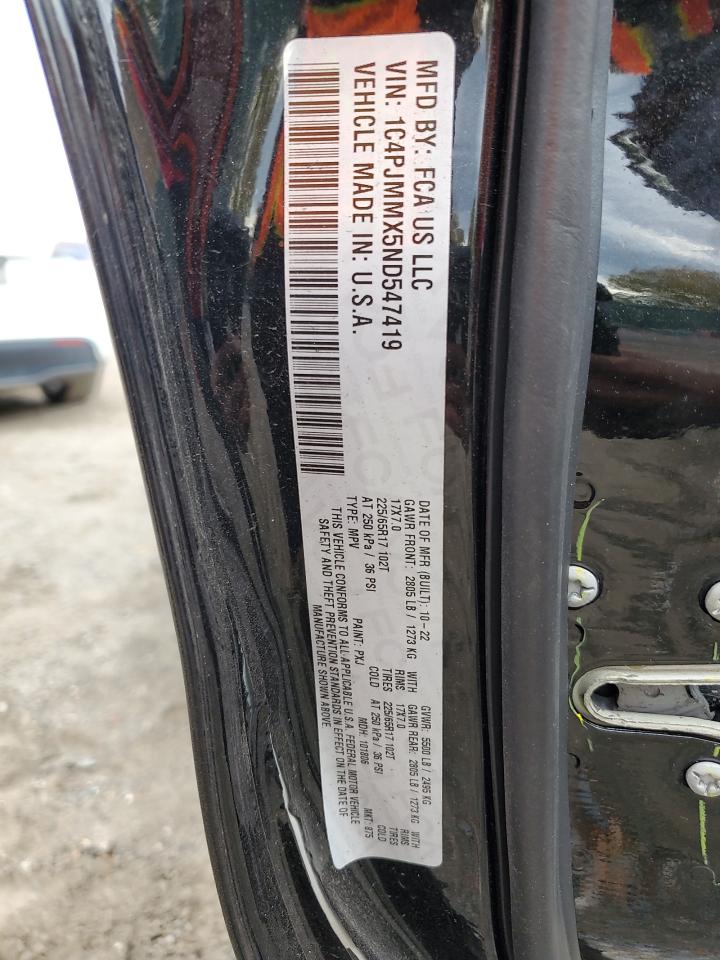 MFD BY: FCA US LLC
VIN: 1C4PJMMX5ND547419
VEHICLE MADE IN: U.S.A.
DATE OF MFR (BUILT): 10-22 GVWR: 5500 LB / 2495 KG
GAWR FRONT: 2805 LB / 1273 KG WITH GAWR REAR: 2805 LB / 1273 KG WITH
17X7.0 RIMS 17X7.0 RIMS
225/65R17 102T TIRES 225/65R17 102T TIRES
AT 250 kPa / 36 PSI COLD AT 250 kPa / 36 PSI COLD
TYPE: MPV PAINT: PXJ MDH: 101806 MKT: 875
THIS VEHICLE CONFORMS TO ALL APPLICABLE U.S.A. FEDERAL MOTOR VEHICLE
SAFETY AND THEFT PREVENTION STANDARDS IN EFFECT ON THE DATE OF
MANUFACTURE SHOWN ABOVE